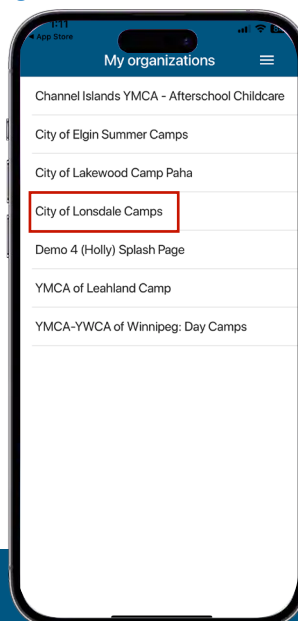 1:11
App Store
My organizations
Channel Islands YMCA - Afterschool Childcare
City of Elgin Summer Camps
City of Lakewood Camp Paha
City of Lonsdale Camps
Demo 4 (Holly) Splash Page
YMCA of Leahland Camp
YMCA-YWCA of Winnipeg: Day Camps